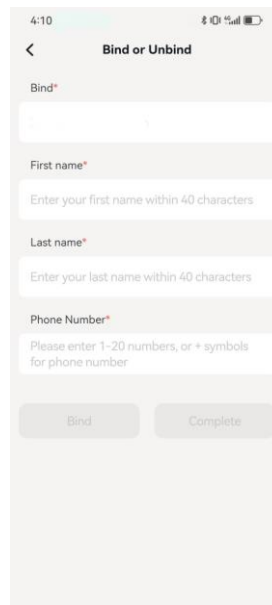 4:10
Bind or Unbind
Bind*
First name*
Enter your first name within 40 characters
Last name*
Enter your last name within 40 characters
Phone Number*
Please enter 1-20 numbers, or + symbols
for phone number
Bind Complete